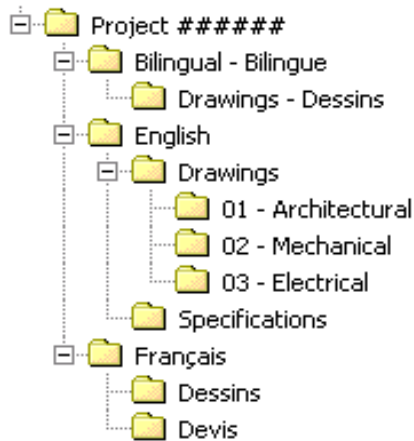 Project ######
Bilingual - Bilingue
Drawings - Dessins
English
Drawings
01 - Architectural
02 - Mechanical
03 - Electrical
Specifications
Français
Dessins
Devis